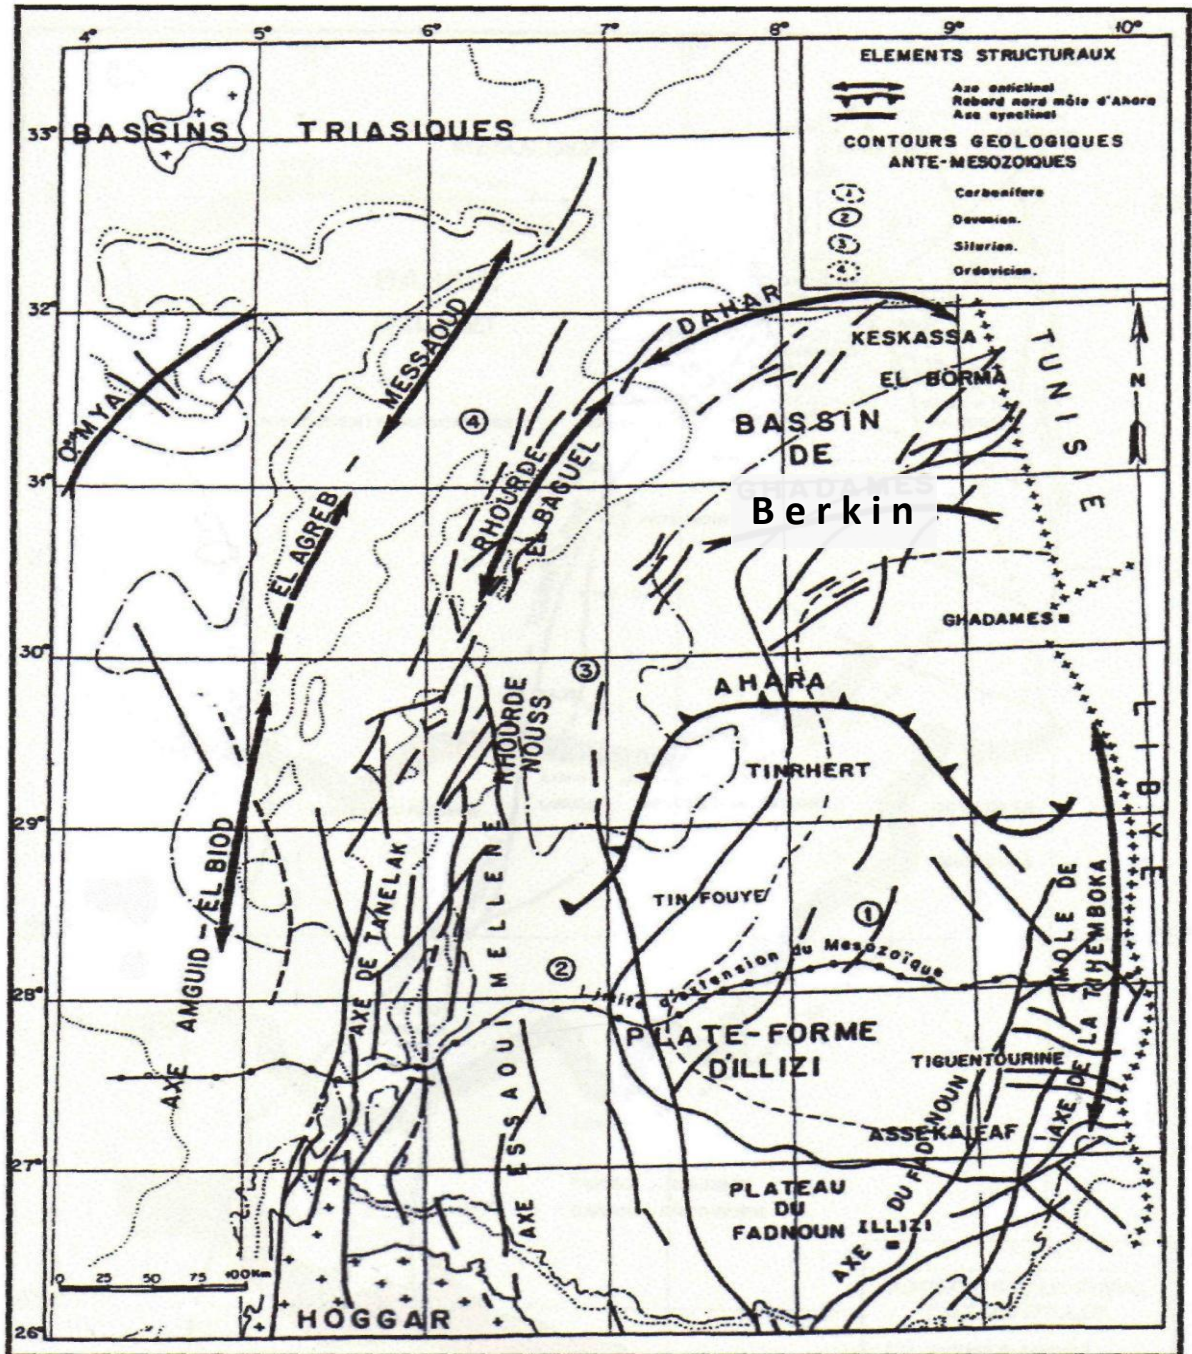 4° 5° 6° 7° 8° 9° 10°
ELEMENTS STRUCTURAUX
Axe anticlinal
Rebord nord môle d'Ahara
Axe synclinal
CONTOURS GEOLOGIQUES
ANTE-MESOZOIQUES
1 Carbonifere
2 Devonien.
3 Silurien.
4 Ordovicien.
33°
BASSINS TRIASIQUES
32°
DAHAR
KESKASSA
TUNISIE
N
MESSAOUD
EL BORMA
O^ED MYA
4
BASSIN
DE
GHADAMES
Berkin
31°
RHOURDE
EL BAGUEL
EL AGREB
GHADAMES
30°
3
AHARA
RHOURDE
NOUSS
TINRHERT
LIBYE
29°
AXE AMGUID - EL BIOD
AXE DE TANELAK
AXE ESSAOUI MELLENE
TIN FOUYE
1
MOLE DE
LA TIHEMBOKA
2
Limite d'extension du Mesozoïque
28°
PLATE-FORME
D'ILLIZI
TIGUENTOURINE
ASSEKAIFAF
AXE DE
27°
PLATEAU
DU
FADNOUN
ILLIZI
AXE DU FADNOUN
0 25 50 75 100Km
HOGGAR
26°